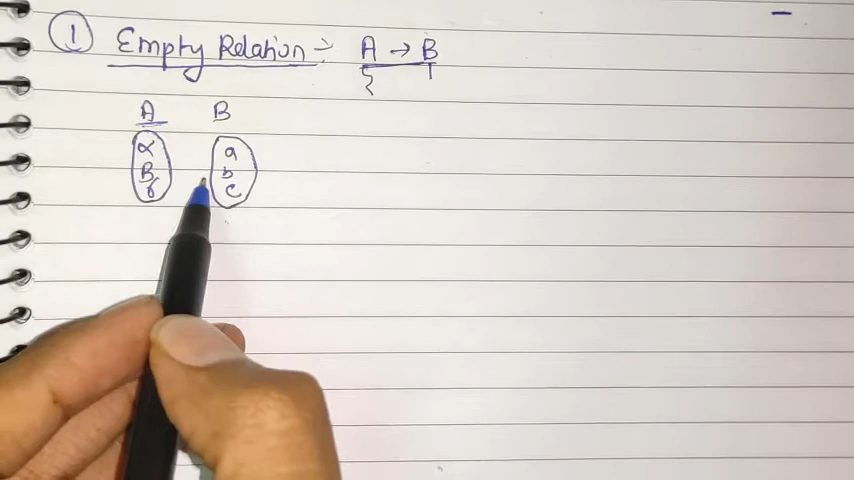 ① Empty Relation :- A → B
{
A B
α a
β b
γ c